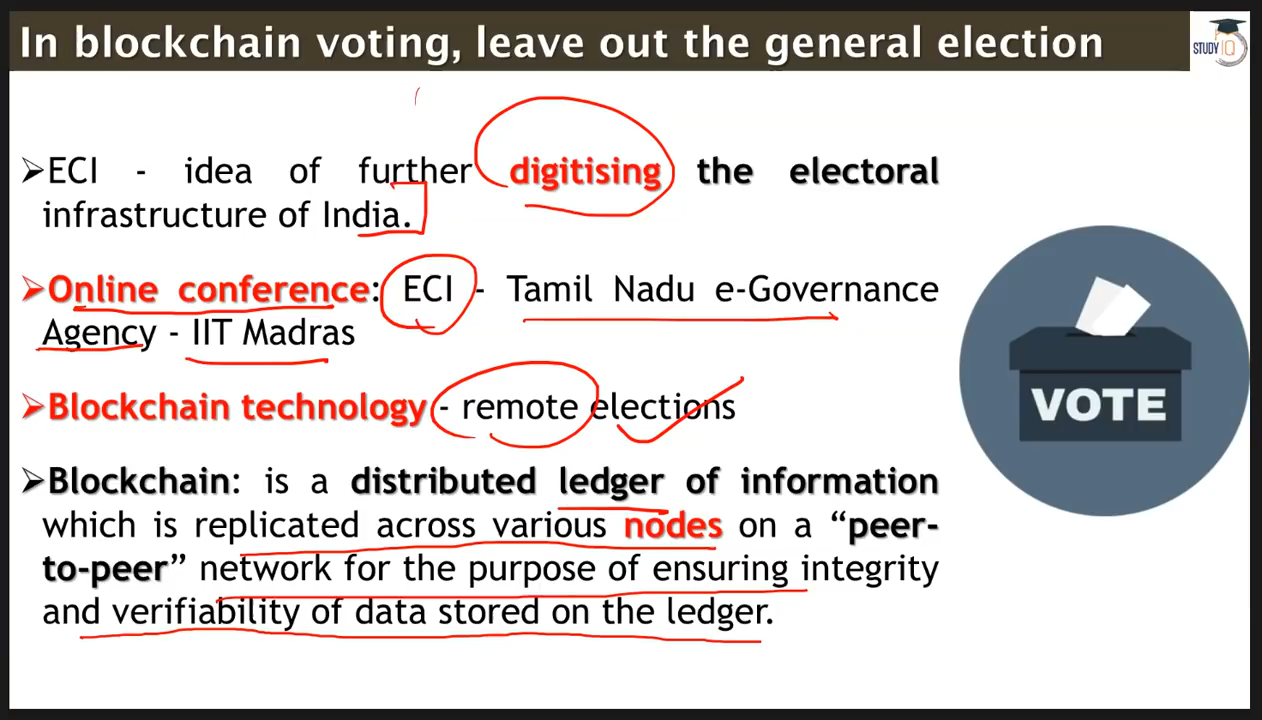 In blockchain voting, leave out the general election
STUDY IQ
➢ECI - idea of further digitising the electoral
infrastructure of India.
➢Online conference: ECI - Tamil Nadu e-Governance
Agency - IIT Madras
➢Blockchain technology - remote elections
➢Blockchain: is a distributed ledger of information
which is replicated across various nodes on a “peer-
to-peer” network for the purpose of ensuring integrity
and verifiability of data stored on the ledger.
VOTE